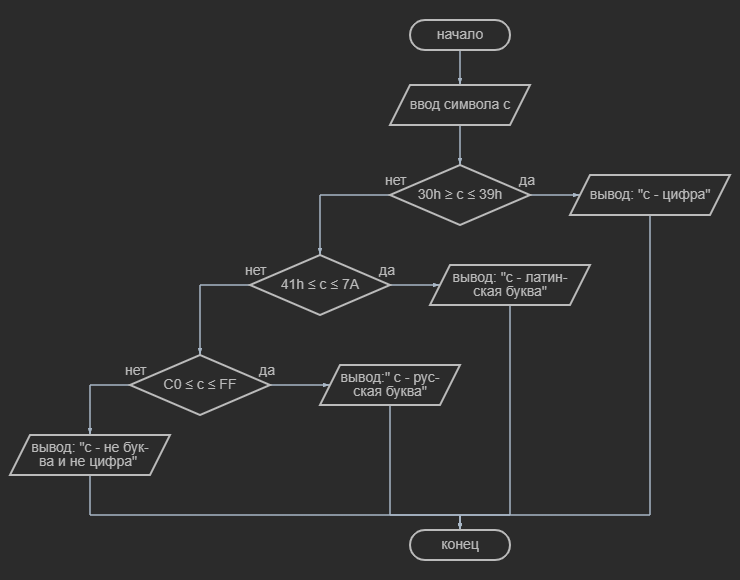 начало
ввод символа с
нет
да
30h ≥ c ≤ 39h
вывод: "с - цифра"
нет
да
41h ≤ c ≤ 7A
вывод: "с - латин-
ская буква"
нет
да
C0 ≤ c ≤ FF
вывод:" с - рус-
ская буква"
вывод: "с - не бук-
ва и не цифра"
конец